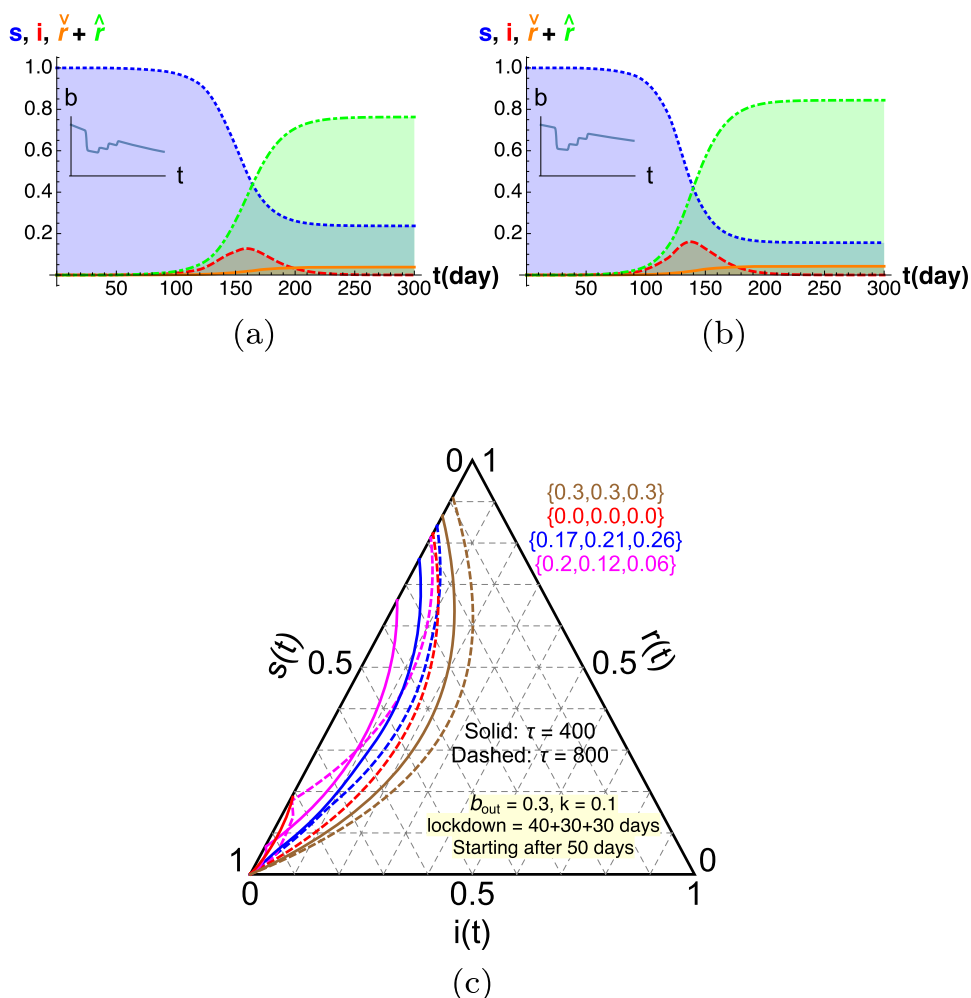 s, i, ř + r̂
s, i, ř + r̂
1.0
0.8
0.6
0.4
0.2
b
t
50
100
150
200
250
300
t(day)
1.0
0.8
0.6
0.4
0.2
b
t
50
100
150
200
250
300
t(day)
(a)
(b)
0
1
{0.3,0.3,0.3}
{0.0,0.0,0.0}
{0.17,0.21,0.26}
{0.2,0.12,0.06}
s(t)
0.5
0.5
r(t)
Solid: τ = 400
Dashed: τ = 800
b_out = 0.3, k = 0.1
lockdown = 40+30+30 days
Starting after 50 days
1
0
0
0.5
1
i(t)
(c)